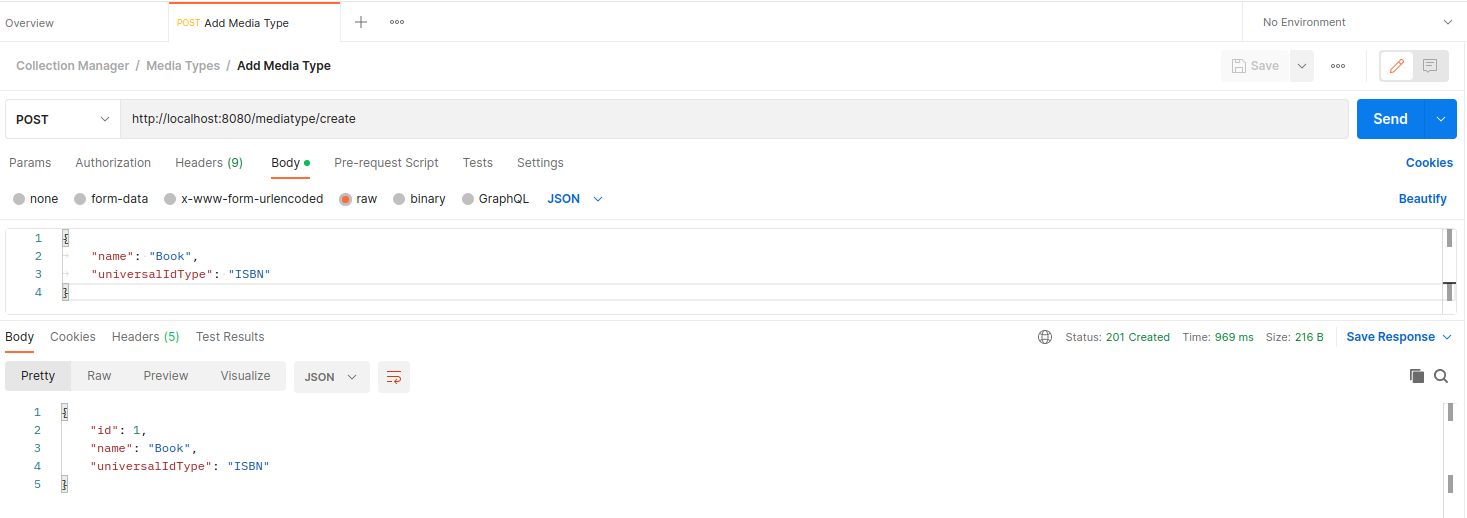 Overview POST Add Media Type No Environment
Collection Manager / Media Types / Add Media Type Save
POST http://localhost:8080/mediatype/create Send
Params Authorization Headers (9) Body Pre-request Script Tests Settings Cookies
none form-data x-www-form-urlencoded raw binary GraphQL JSON Beautify
1 {
2 "name": "Book",
3 "universalIdType": "ISBN"
4 }
Body Cookies Headers (5) Test Results Status: 201 Created Time: 969 ms Size: 216 B Save Response
Pretty Raw Preview Visualize JSON
1 {
2 "id": 1,
3 "name": "Book",
4 "universalIdType": "ISBN"
5 }